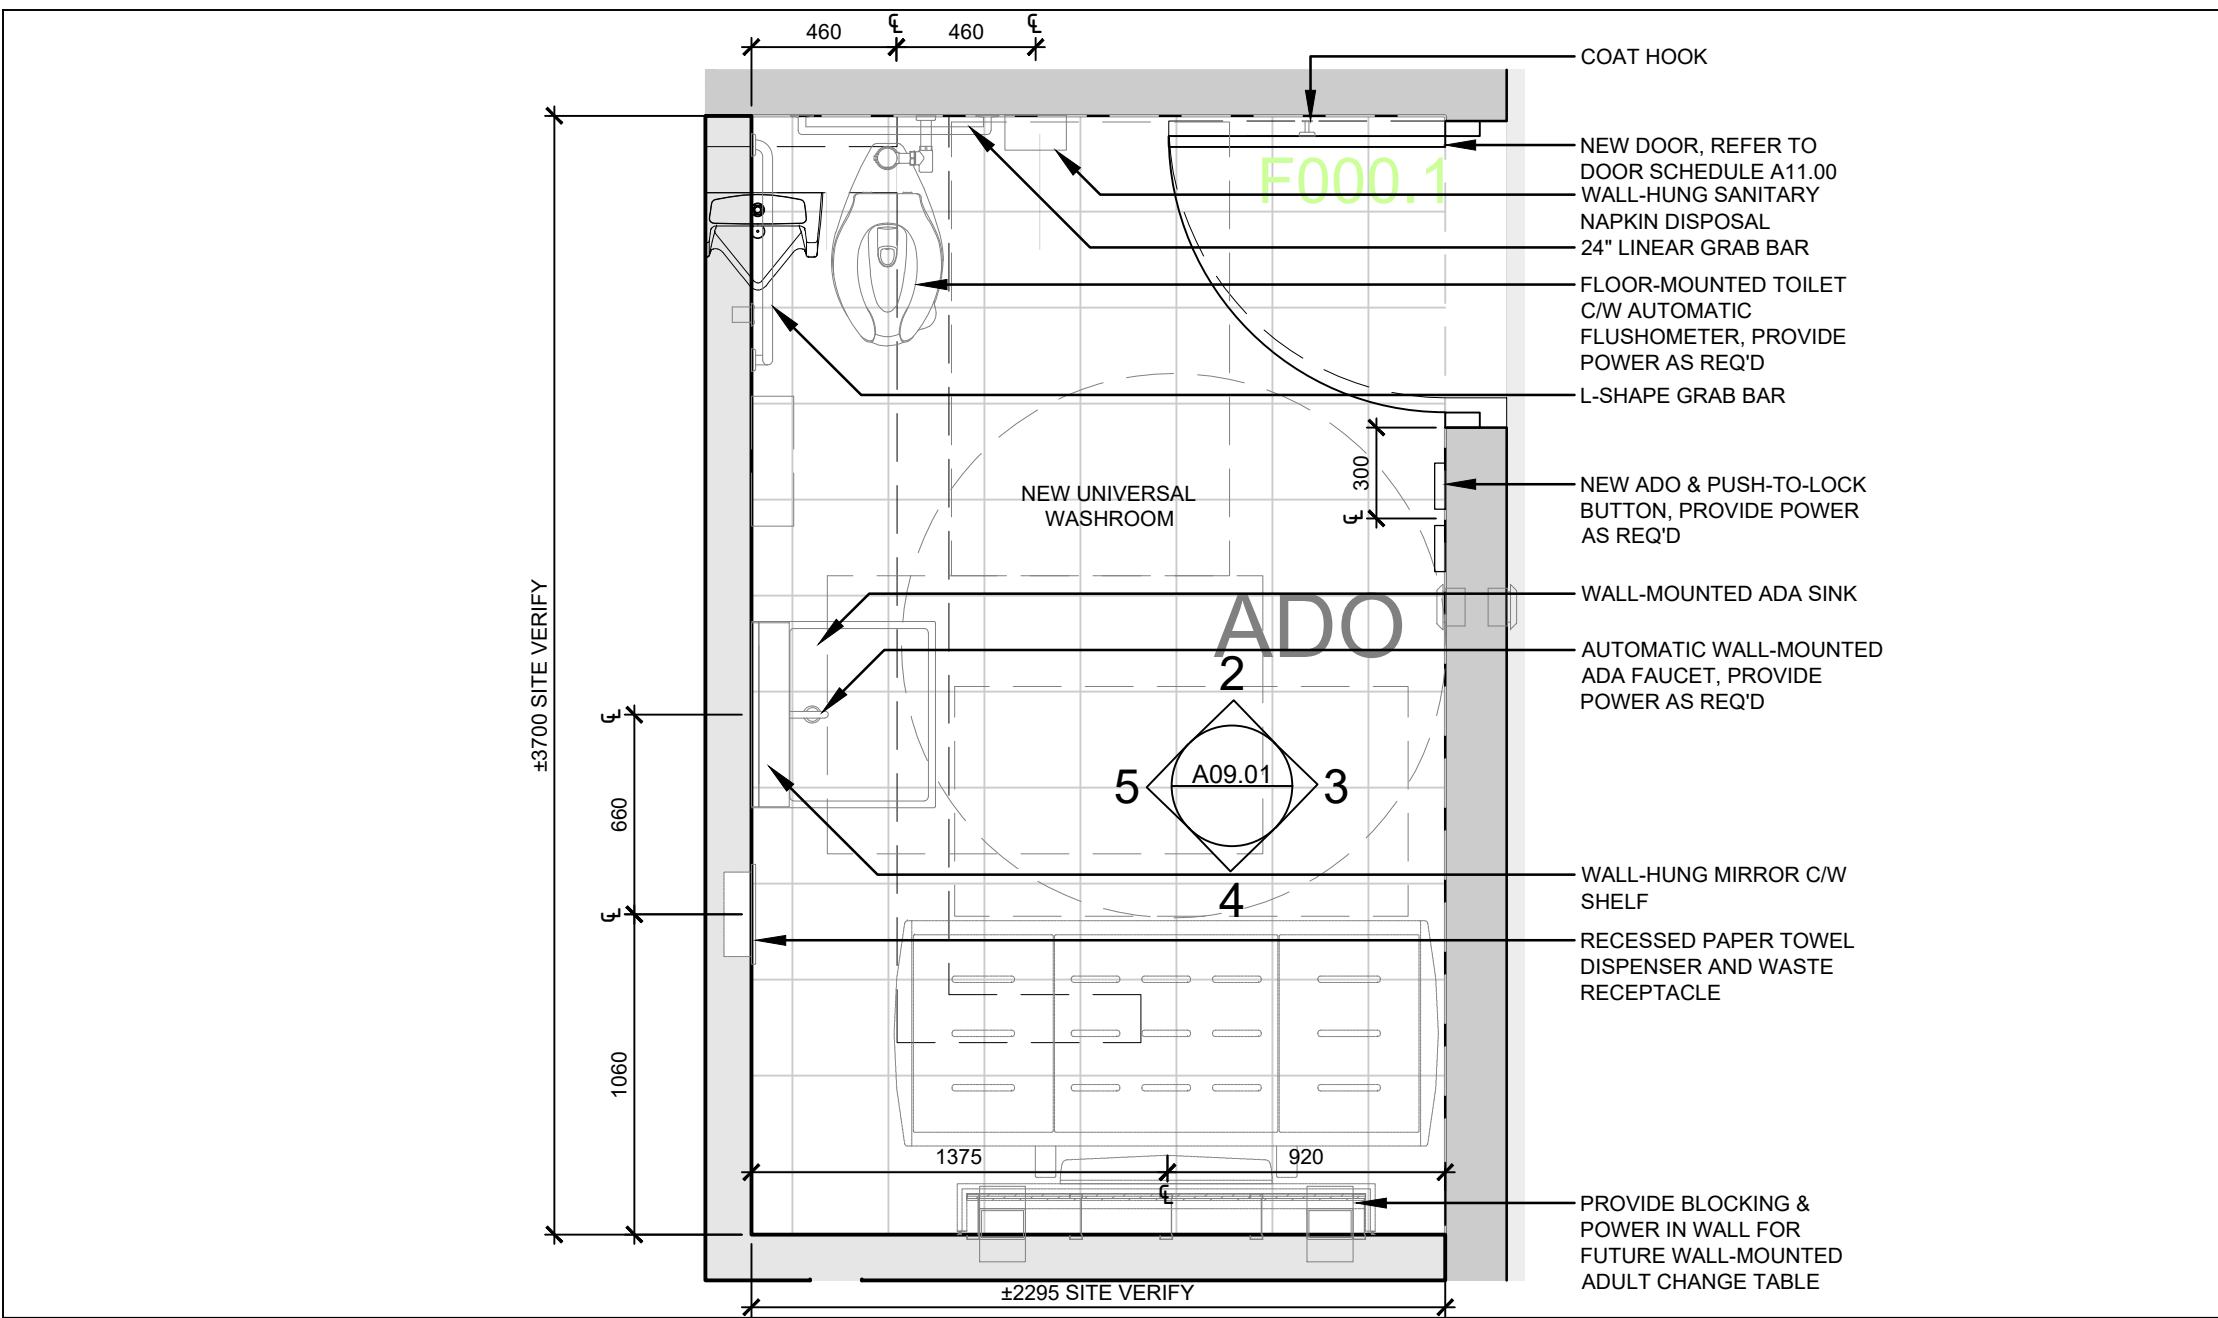 460
℄
460
℄
COAT HOOK
NEW DOOR, REFER TO
DOOR SCHEDULE A11.00
F000.1
WALL-HUNG SANITARY
NAPKIN DISPOSAL
24" LINEAR GRAB BAR
FLOOR-MOUNTED TOILET
C/W AUTOMATIC
FLUSHOMETER, PROVIDE
POWER AS REQ'D
L-SHAPE GRAB BAR
300
℄
NEW UNIVERSAL
WASHROOM
NEW ADO & PUSH-TO-LOCK
BUTTON, PROVIDE POWER
AS REQ'D
±3700 SITE VERIFY
WALL-MOUNTED ADA SINK
ADO
AUTOMATIC WALL-MOUNTED
ADA FAUCET, PROVIDE
POWER AS REQ'D
2
℄
5
A09.01
3
660
4
℄
WALL-HUNG MIRROR C/W
SHELF
RECESSED PAPER TOWEL
DISPENSER AND WASTE
RECEPTACLE
1060
1375
920
℄
PROVIDE BLOCKING &
POWER IN WALL FOR
FUTURE WALL-MOUNTED
ADULT CHANGE TABLE
±2295 SITE VERIFY